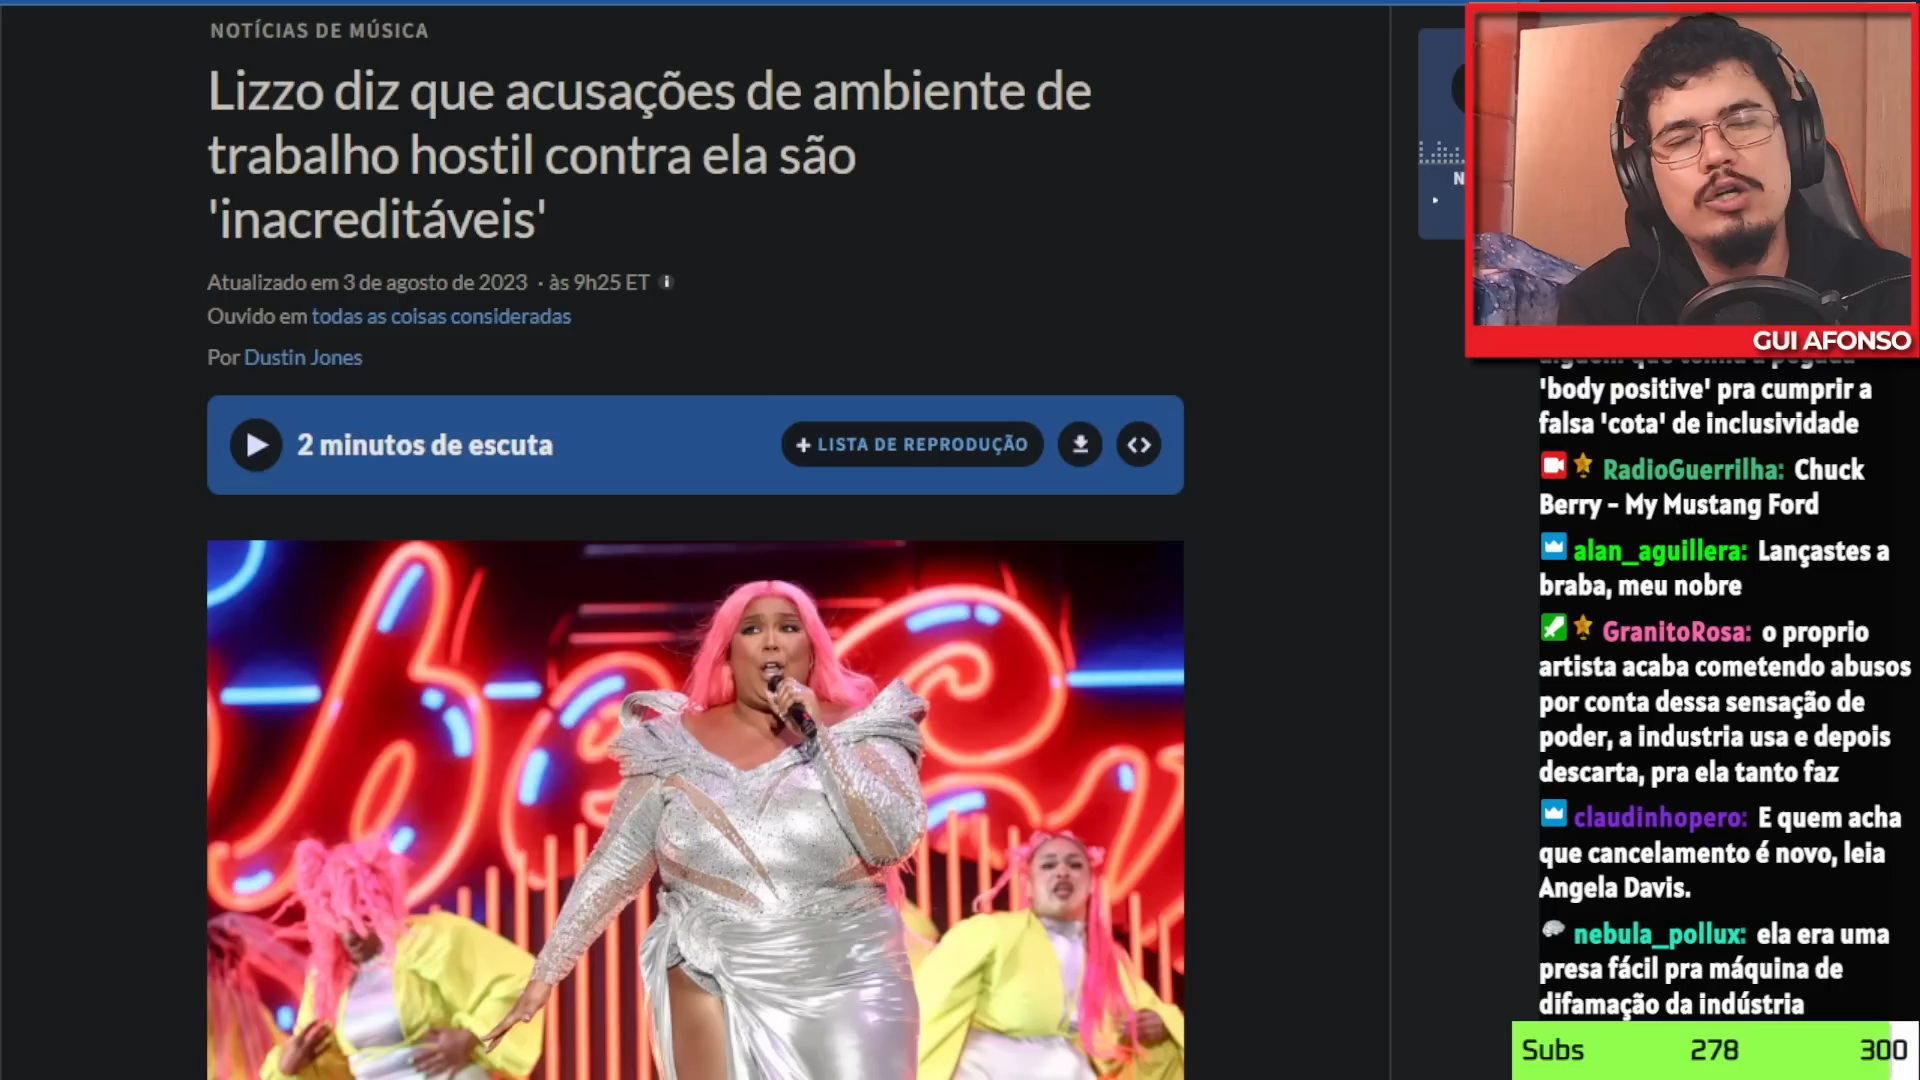 NOTÍCIAS DE MÚSICA
Lizzo diz que acusações de ambiente de
trabalho hostil contra ela são
'inacreditáveis'
Atualizado em 3 de agosto de 2023 · às 9h25 ET
Ouvido em todas as coisas consideradas
Por Dustin Jones
2 minutos de escuta
+ LISTA DE REPRODUÇÃO
N
GUI AFONSO
'body positive' pra cumprir a
falsa 'cota' de inclusividade
RadioGuerrilha: Chuck
Berry - My Mustang Ford
alan_aguillera: Lançastes a
braba, meu nobre
GranitoRosa: o proprio
artista acaba cometendo abusos
por conta dessa sensação de
poder, a industria usa e depois
descarta, pra ela tanto faz
claudinhopero: E quem acha
que cancelamento é novo, leia
Angela Davis.
nebula_pollux: ela era uma
presa fácil pra máquina de
difamação da indústria
Subs 278 300